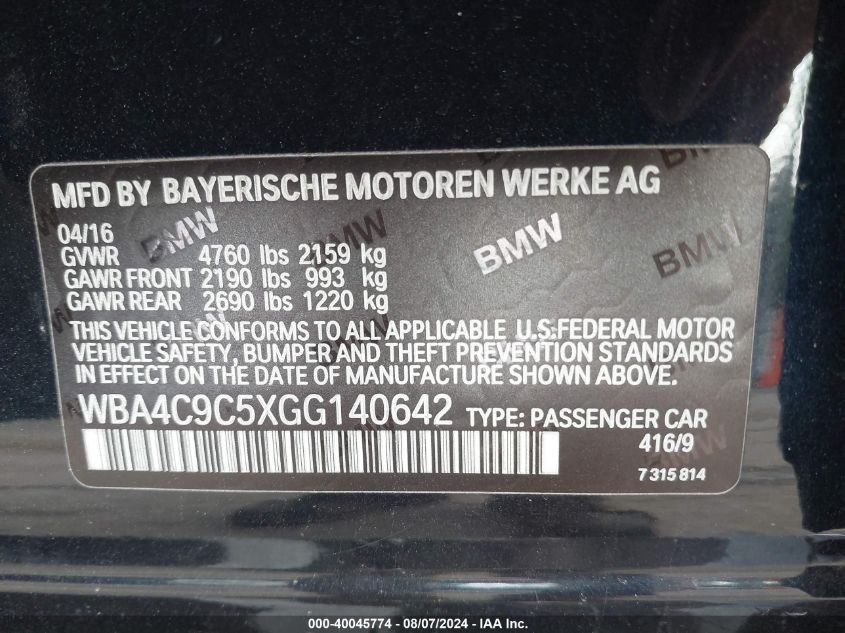 MFD BY BAYERISCHE MOTOREN WERKE AG
04/16
GVWR 4760 lbs 2159 kg
GAWR FRONT 2190 lbs 993 kg
GAWR REAR 2690 lbs 1220 kg
BMW BMW BMW
THIS VEHICLE CONFORMS TO ALL APPLICABLE U.S.FEDERAL MOTOR
VEHICLE SAFETY, BUMPER AND THEFT PREVENTION STANDARDS
IN EFFECT ON THE DATE OF MANUFACTURE SHOWN ABOVE.
WBA4C9C5XGG140642 TYPE: PASSENGER CAR
416/9
7 315 814
000-40045774 - 08/07/2024 - IAA Inc.